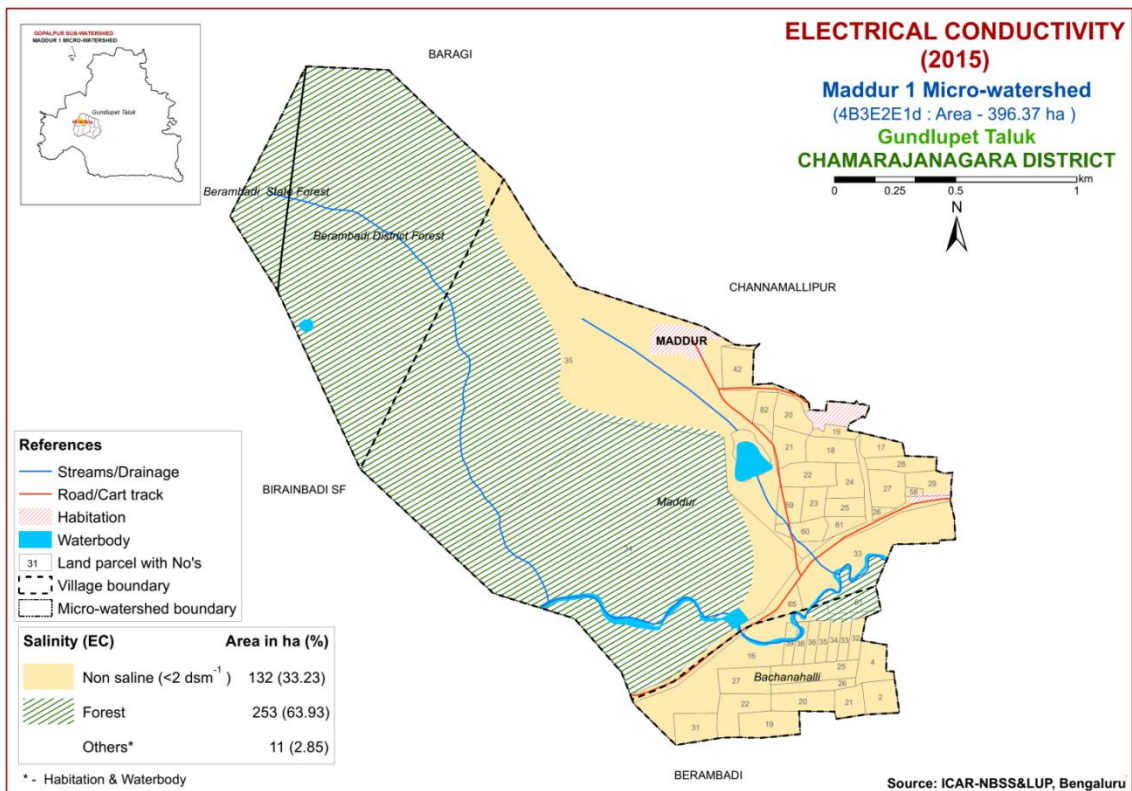 GOPALPUR SUB-WATERSHED
MADDUR 1 MICRO-WATERSHED
N
Gundlupet Taluk
ELECTRICAL CONDUCTIVITY
(2015)
Maddur 1 Micro-watershed
(4B3E2E1d : Area - 396.37 ha )
Gundlupet Taluk
CHAMARAJANAGARA DISTRICT
km
0 0.25 0.5 1
N
BARAGI
Berambadi State Forest
Berambadi District Forest
CHANNAMALLIPUR
MADDUR
35
42
82 20
19
21 18 17
28
22 24 27 58 29
59 23 25 26
60 81
Maddur
BIRAINBADI SF
33
61
65
39 38 36 35 34 33 32
16
25 4
Bachanahalli
27 26
22 20 21 2
31 19
BERAMBADI
References
Streams/Drainage
Road/Cart track
Habitation
Waterbody
31 Land parcel with No's
Village boundary
Micro-watershed boundary
Salinity (EC) Area in ha (%)
Non saline (<2 dsm⁻¹ ) 132 (33.23)
Forest 253 (63.93)
Others* 11 (2.85)
* - Habitation & Waterbody
Source: ICAR-NBSS&LUP, Bengaluru